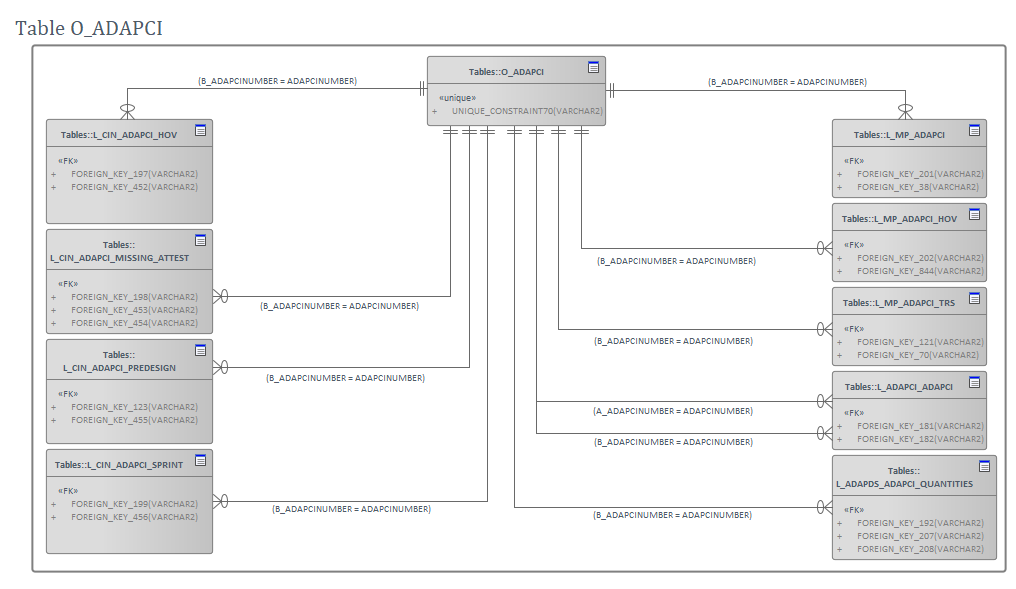 Table O_ADAPCI
Tables::O_ADAPCI
«unique»
+ UNIQUE_CONSTRAINT70(VARCHAR2)
(B_ADAPCINUMBER = ADAPCINUMBER)
(B_ADAPCINUMBER = ADAPCINUMBER)
Tables::L_CIN_ADAPCI_HOV
«FK»
+ FOREIGN_KEY_197(VARCHAR2)
+ FOREIGN_KEY_452(VARCHAR2)
Tables::
L_CIN_ADAPCI_MISSING_ATTEST
«FK»
+ FOREIGN_KEY_198(VARCHAR2)
+ FOREIGN_KEY_453(VARCHAR2)
+ FOREIGN_KEY_454(VARCHAR2)
(B_ADAPCINUMBER = ADAPCINUMBER)
Tables::
L_CIN_ADAPCI_PREDESIGN
«FK»
+ FOREIGN_KEY_123(VARCHAR2)
+ FOREIGN_KEY_455(VARCHAR2)
(B_ADAPCINUMBER = ADAPCINUMBER)
Tables::L_CIN_ADAPCI_SPRINT
«FK»
+ FOREIGN_KEY_199(VARCHAR2)
+ FOREIGN_KEY_456(VARCHAR2)
(B_ADAPCINUMBER = ADAPCINUMBER)
Tables::L_MP_ADAPCI
«FK»
+ FOREIGN_KEY_201(VARCHAR2)
+ FOREIGN_KEY_38(VARCHAR2)
Tables::L_MP_ADAPCI_HOV
«FK»
+ FOREIGN_KEY_202(VARCHAR2)
+ FOREIGN_KEY_844(VARCHAR2)
(B_ADAPCINUMBER = ADAPCINUMBER)
Tables::L_MP_ADAPCI_TRS
«FK»
+ FOREIGN_KEY_121(VARCHAR2)
+ FOREIGN_KEY_70(VARCHAR2)
(B_ADAPCINUMBER = ADAPCINUMBER)
Tables::L_ADAPCI_ADAPCI
«FK»
+ FOREIGN_KEY_181(VARCHAR2)
+ FOREIGN_KEY_182(VARCHAR2)
(A_ADAPCINUMBER = ADAPCINUMBER)
(B_ADAPCINUMBER = ADAPCINUMBER)
Tables::
L_ADAPDS_ADAPCI_QUANTITIES
«FK»
+ FOREIGN_KEY_192(VARCHAR2)
+ FOREIGN_KEY_207(VARCHAR2)
+ FOREIGN_KEY_208(VARCHAR2)
(B_ADAPCINUMBER = ADAPCINUMBER)